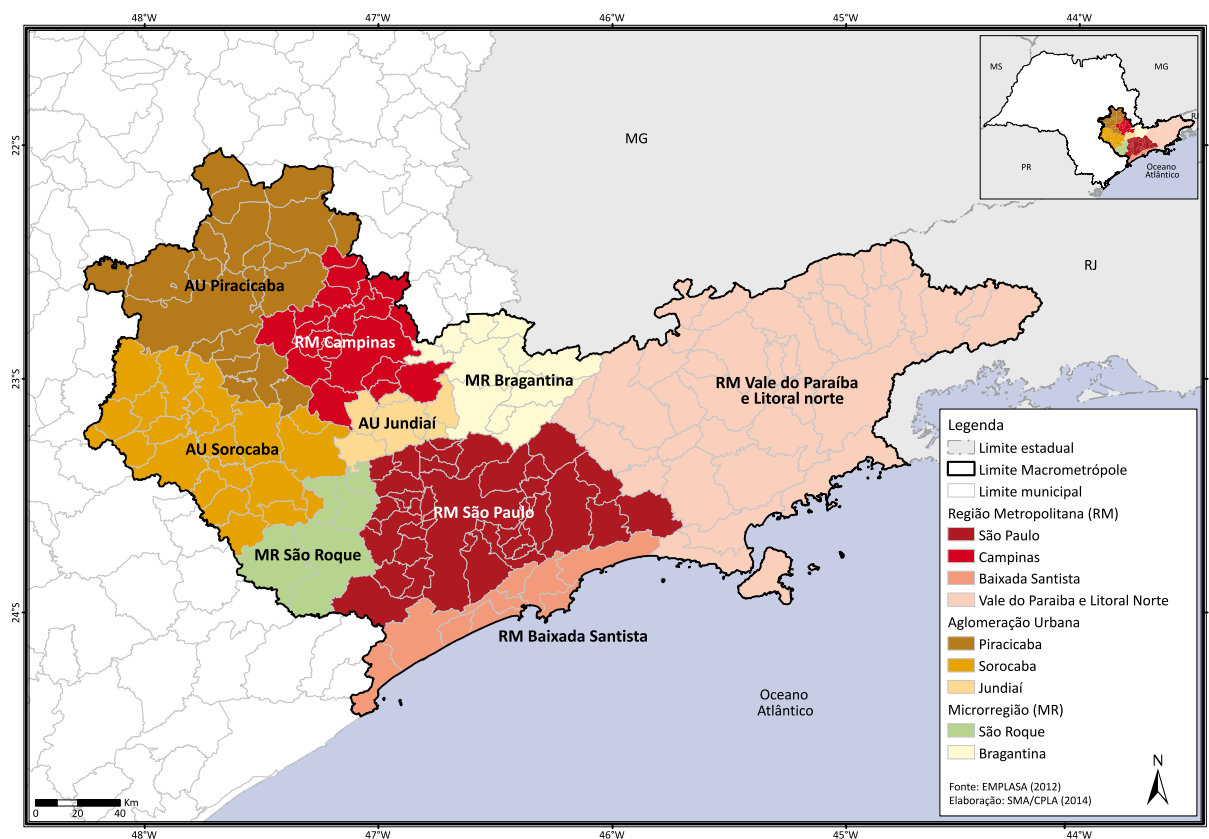 48°W
47°W
46°W
45°W
44°W
MS
MG
RJ
PR
Oceano
Atlântico
MG
RJ
22°S
22°S
23°S
23°S
24°S
24°S
AU Piracicaba
RM Campinas
MR Bragantina
RM Vale do Paraíba
e Litoral norte
AU Jundiaí
AU Sorocaba
RM São Paulo
MR São Roque
RM Baixada Santista
Oceano
Atlântico
Legenda
Limite estadual
Limite Macrometrópole
Limite municipal
Região Metropolitana (RM)
São Paulo
Campinas
Baixada Santista
Vale do Paraiba e Litoral Norte
Aglomeração Urbana
Piracicaba
Sorocaba
Jundiaí
Microrregião (MR)
São Roque
Bragantina
N
Fonte: EMPLASA (2012)
Elaboração: SMA/CPLA (2014)
Km
0 20 40
48°W
47°W
46°W
45°W
44°W